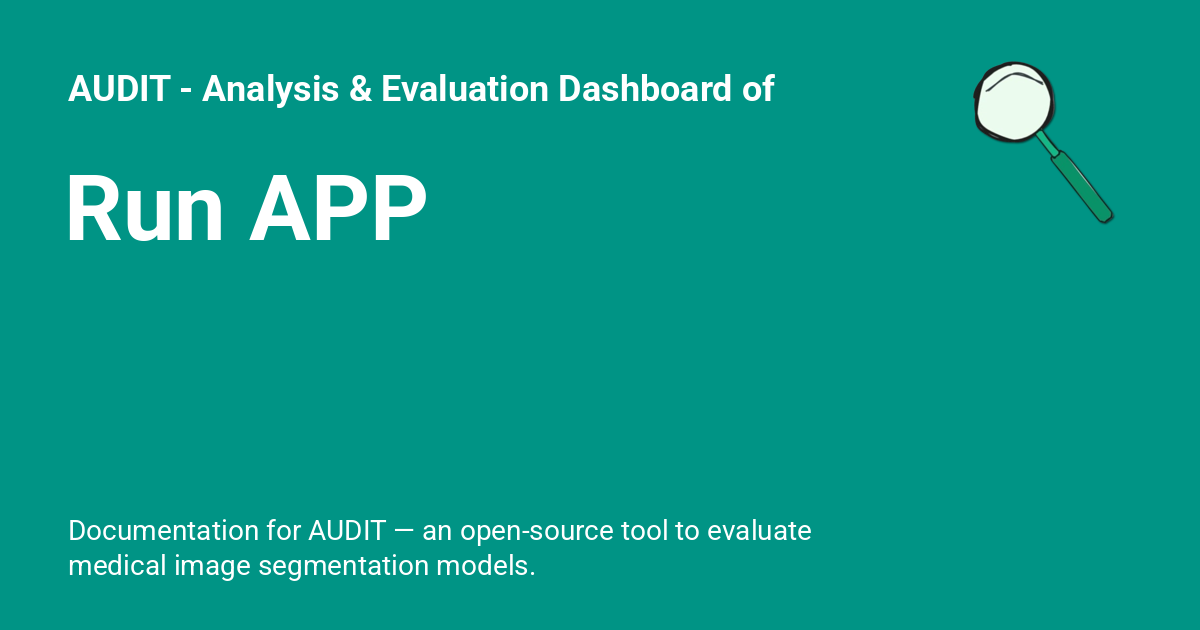 AUDIT - Analysis & Evaluation Dashboard of
Run APP
Documentation for AUDIT — an open-source tool to evaluate
medical image segmentation models.